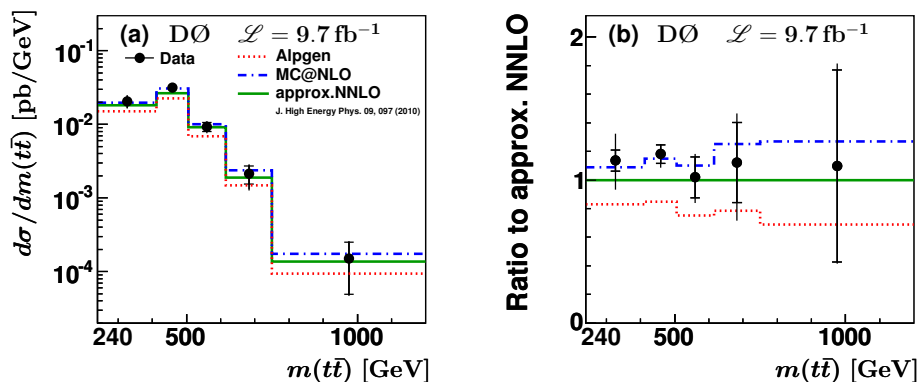 (a) DØ ℒ = 9.7 fb⁻¹
Data
Alpgen
MC@NLO
approx.NNLO
J. High Energy Phys. 09, 097 (2010)
dσ/dm(tt̄) [pb/GeV]
10⁻¹
10⁻²
10⁻³
10⁻⁴
240 500 1000
m(tt̄) [GeV]
(b) DØ ℒ = 9.7 fb⁻¹
Ratio to approx. NNLO
2
1
0
240 500 1000
m(tt̄) [GeV]